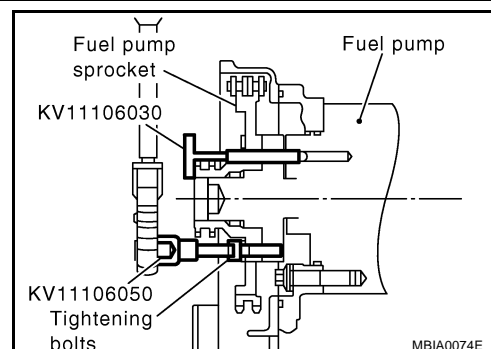 Fuel pump
sprocket
Fuel pump
KV11106030
KV11106050
Tightening
bolts
MBIA0074E